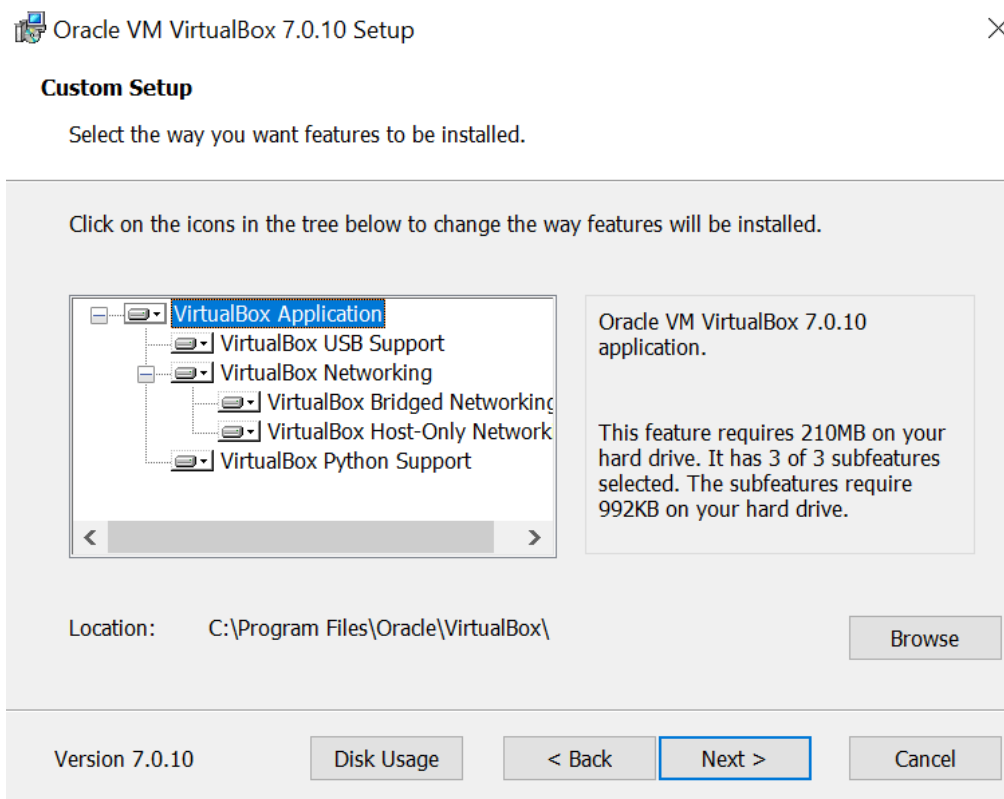 Oracle VM VirtualBox 7.0.10 Setup
Custom Setup
Select the way you want features to be installed.
Click on the icons in the tree below to change the way features will be installed.
VirtualBox Application
VirtualBox USB Support
VirtualBox Networking
VirtualBox Bridged Networking
VirtualBox Host-Only Network
VirtualBox Python Support
Oracle VM VirtualBox 7.0.10
application.
This feature requires 210MB on your
hard drive. It has 3 of 3 subfeatures
selected. The subfeatures require
992KB on your hard drive.
Location: C:\Program Files\Oracle\VirtualBox\
Browse
Version 7.0.10
Disk Usage
< Back
Next >
Cancel